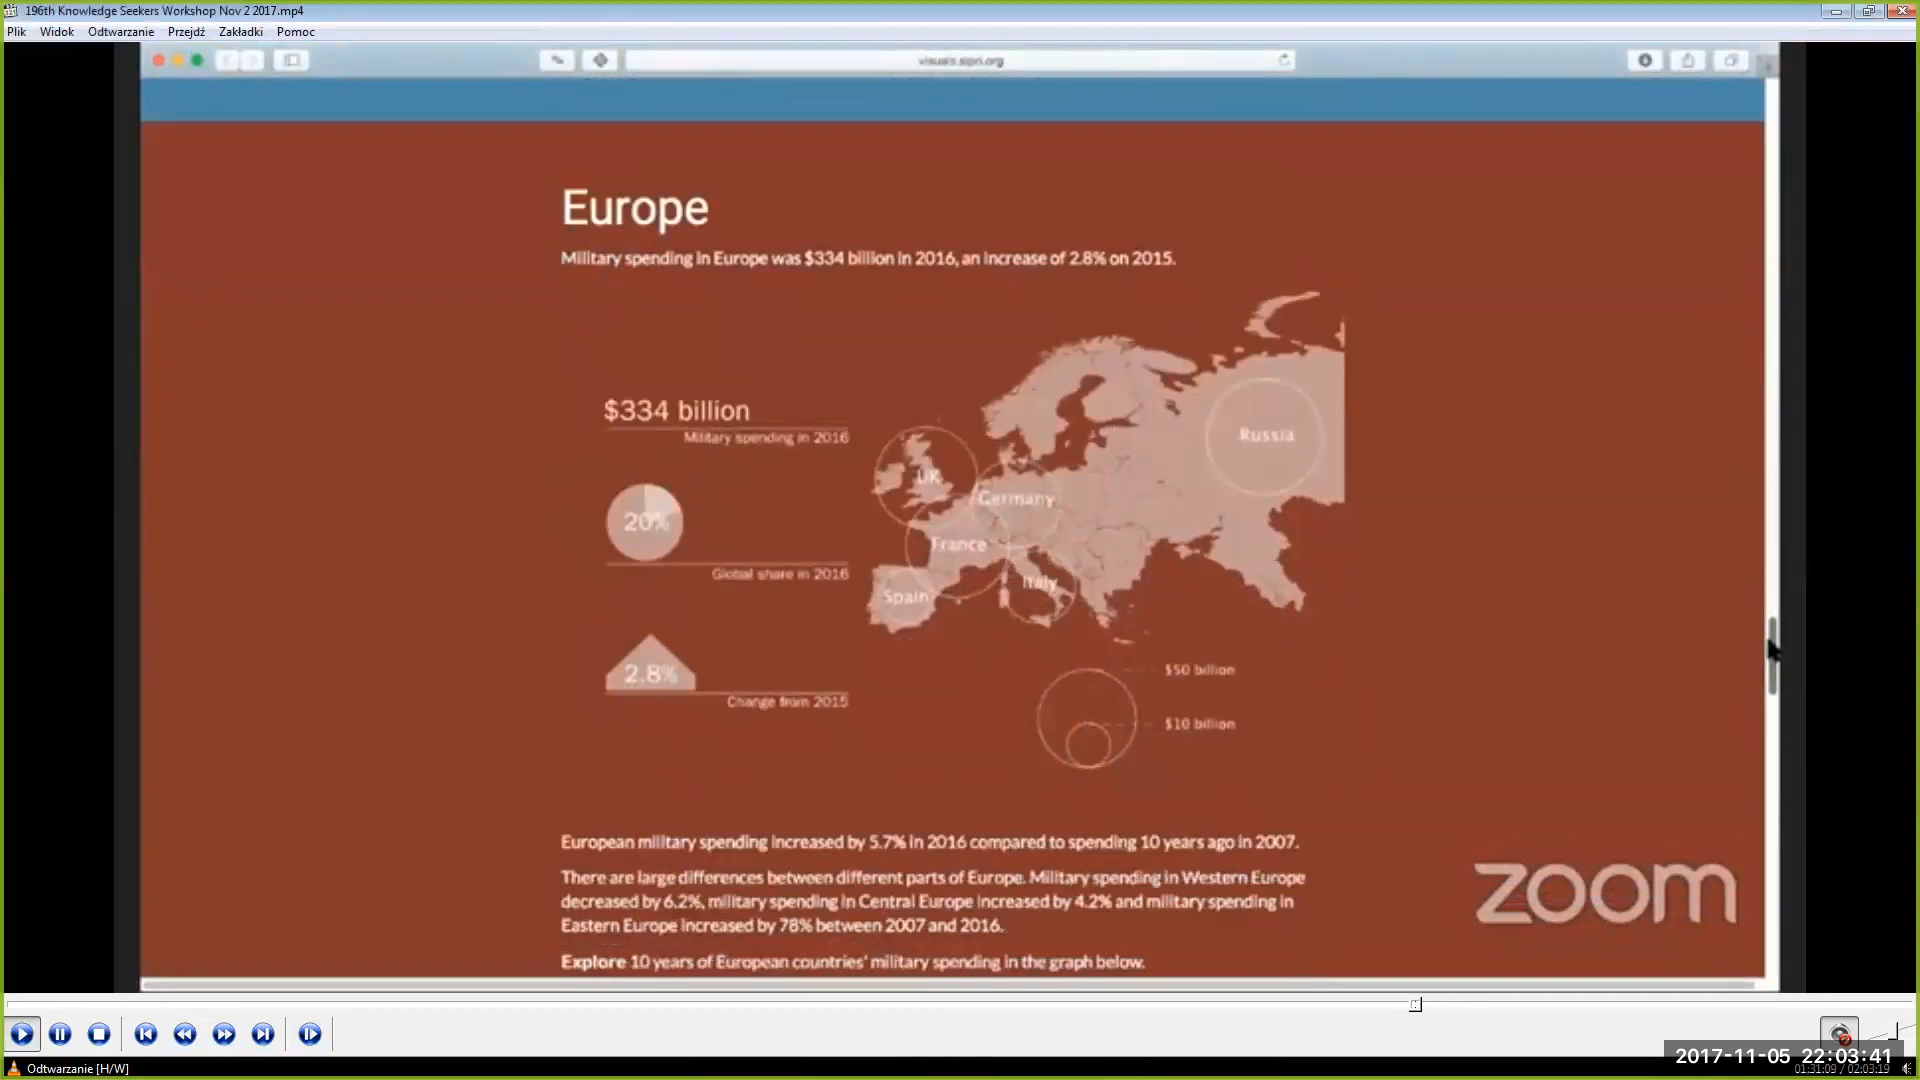 196th Knowledge Seekers Workshop Nov 2 2017.mp4
Plik Widok Odtwarzanie Przejdź Zakładki Pomoc
visuals.sipri.org
Europe
Military spending in Europe was $334 billion in 2016, an increase of 2.8% on 2015.
$334 billion
Military spending in 2016
20%
Global share in 2016
2.8%
Change from 2015
Russia
UK
Germany
France
Italy
Spain
$50 billion
$10 billion
European military spending increased by 5.7% in 2016 compared to spending 10 years ago in 2007.
There are large differences between different parts of Europe. Military spending in Western Europe
decreased by 6.2%, military spending in Central Europe increased by 4.2% and military spending in
Eastern Europe increased by 78% between 2007 and 2016.
Explore 10 years of European countries' military spending in the graph below.
zoom
2017-11-05 22:03:41
Odtwarzanie [H/W]
01:31:09 / 02:03:19